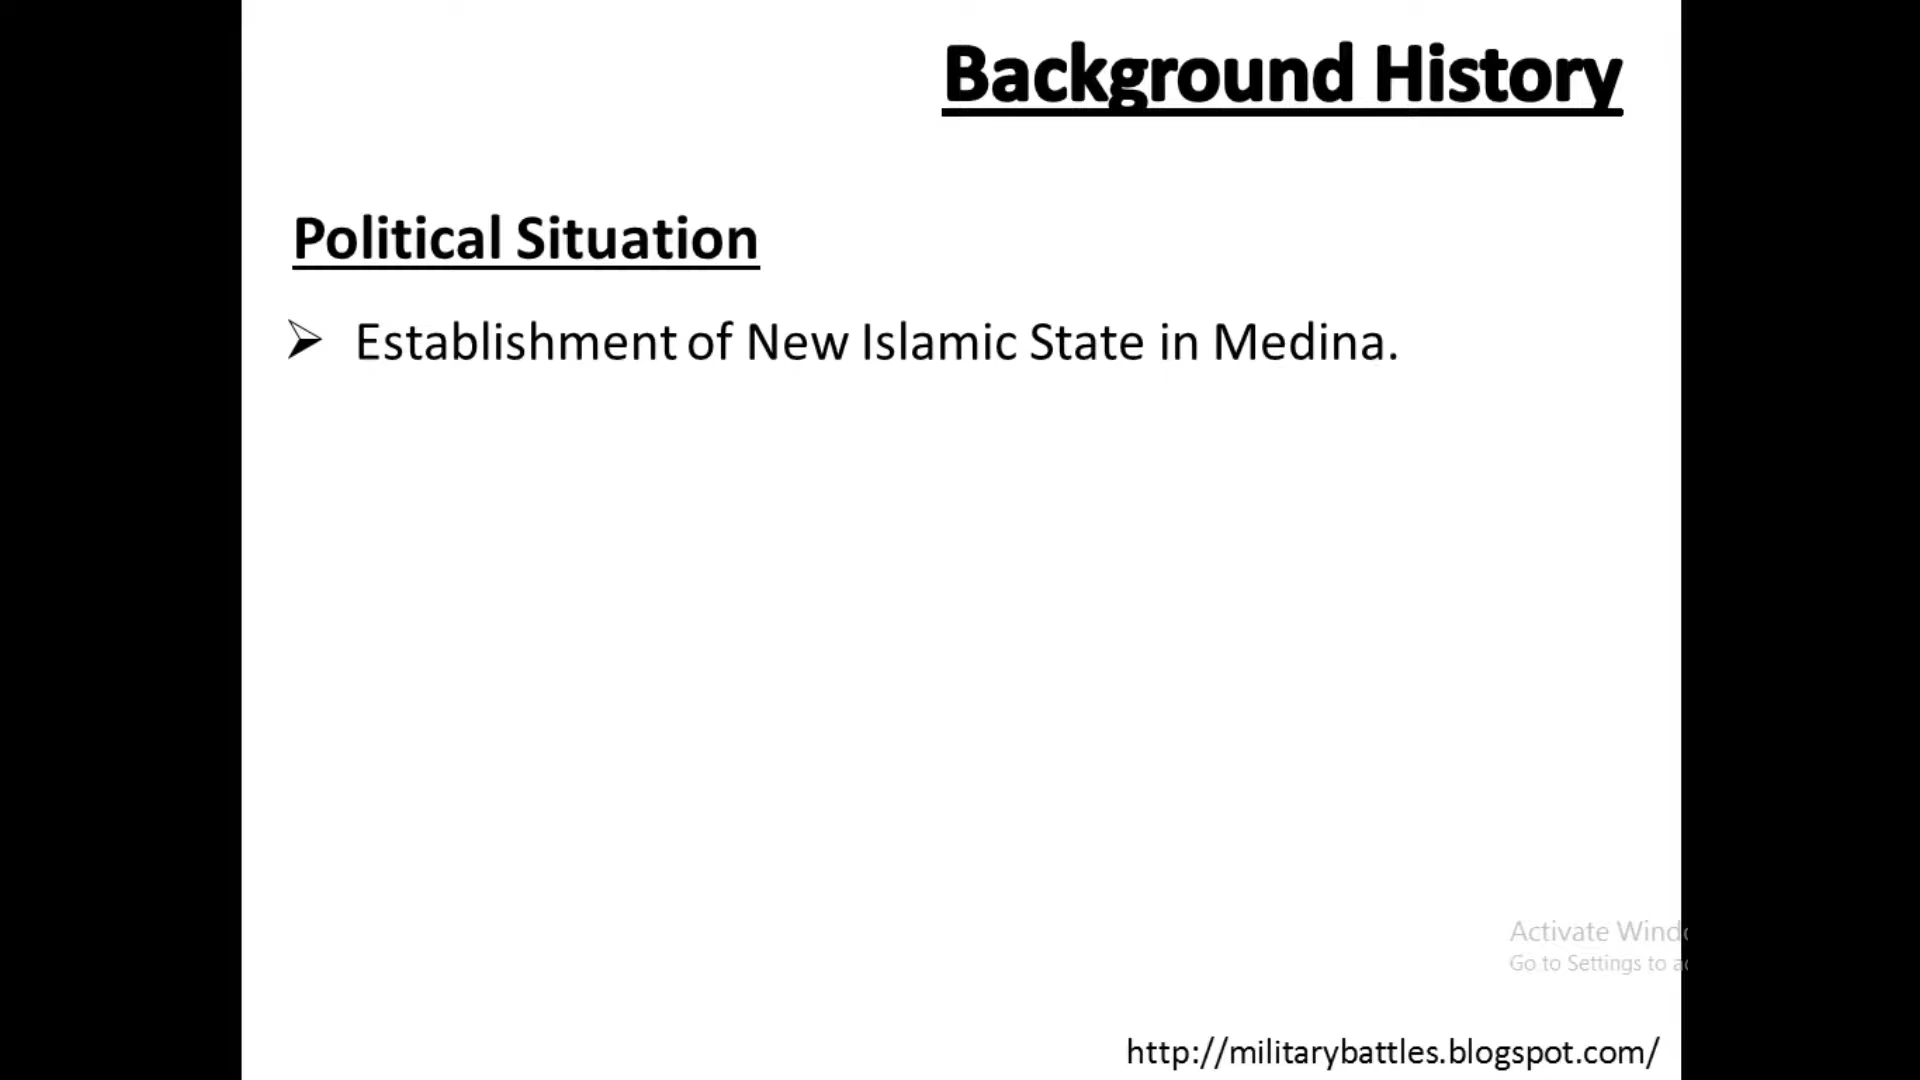 Background History
Political Situation
➢ Establishment of New Islamic State in Medina.
Activate Windo
Go to Settings to ac
http://militarybattles.blogspot.com/